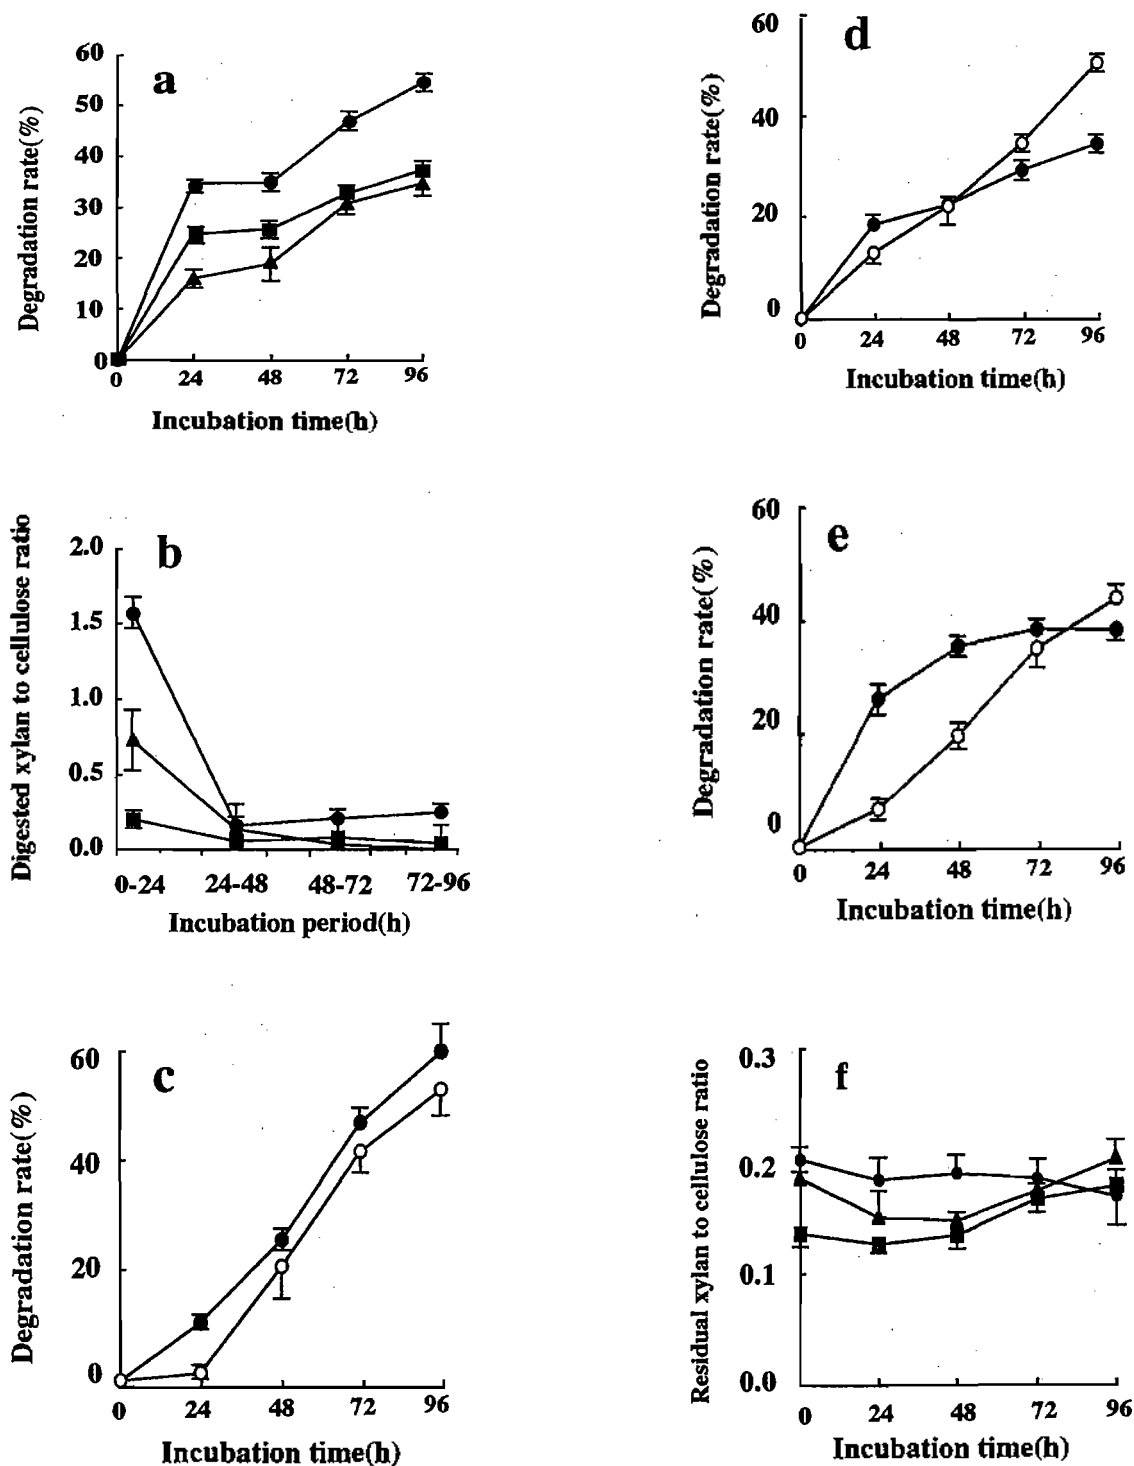 a
Degradation rate(%)
60
50
40
30
20
10
0
0 24 48 72 96
Incubation time(h)
b
Digested xylan to cellulose ratio
2.0
1.5
1.0
0.5
0.0
0-24 24-48 48-72 72-96
Incubation period(h)
c
Degradation rate(%)
60
40
20
0
0 24 48 72 96
Incubation time(h)
d
Degradation rate(%)
60
40
20
0
0 24 48 72 96
Incubation time(h)
e
Degradation rate(%)
60
40
20
0
0 24 48 72 96
Incubation time(h)
f
Residual xylan to cellulose ratio
0.3
0.2
0.1
0.0
0 24 48 72 96
Incubation time(h)